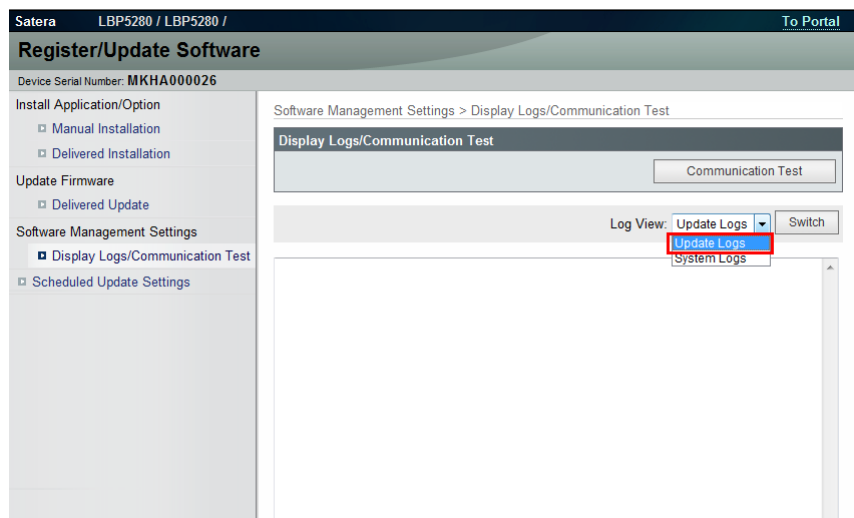 Satera LBP5280 / LBP5280 / To Portal
Register/Update Software
Device Serial Number: MKHA000026
Install Application/Option
Manual Installation
Delivered Installation
Update Firmware
Delivered Update
Software Management Settings
Display Logs/Communication Test
Scheduled Update Settings
Software Management Settings > Display Logs/Communication Test
Display Logs/Communication Test
Communication Test
Log View: Update Logs Switch
Update Logs
System Logs